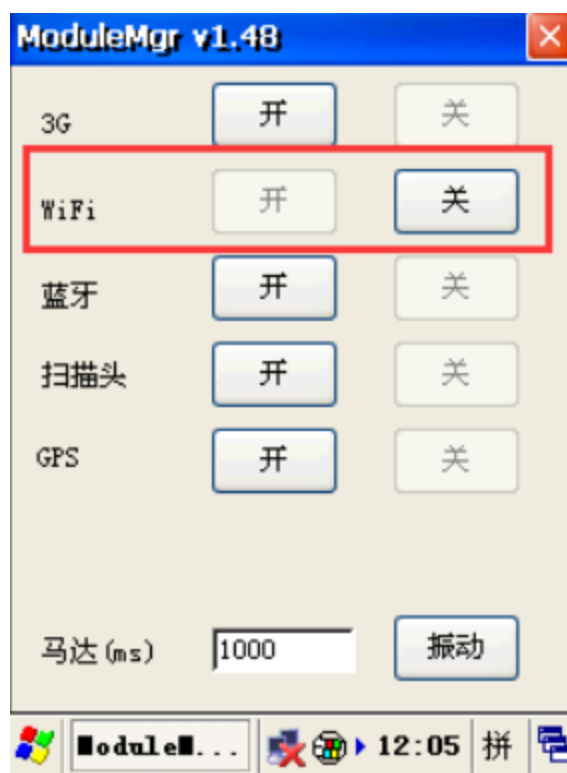 ModuleMgr v1.48
3G 开 关
WiFi 开 关
蓝牙 开 关
扫描头 开 关
GPS 开 关
马达(ms) 1000 振动
■odule■... 12:05 拼